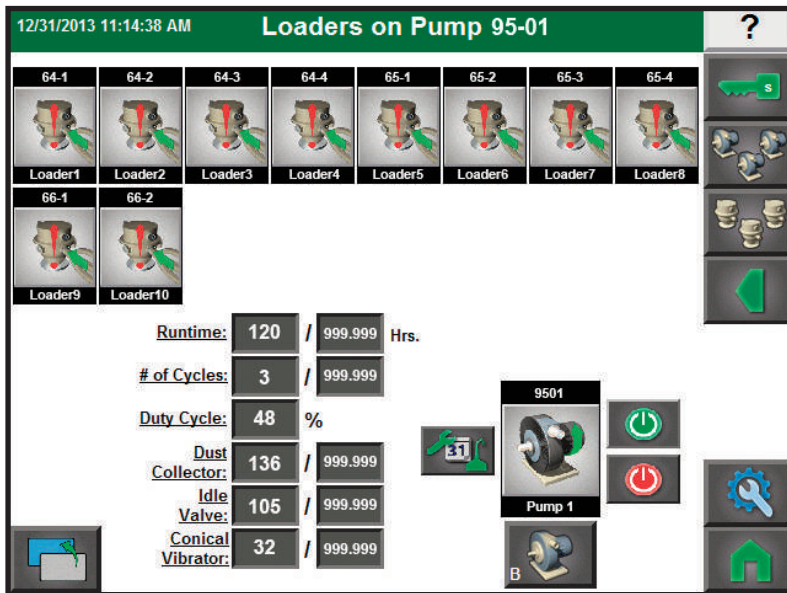 12/31/2013 11:14:38 AM Loaders on Pump 95-01 ?
64-1 64-2 64-3 64-4 65-1 65-2 65-3 65-4
S
Loader1 Loader2 Loader3 Loader4 Loader5 Loader6 Loader7 Loader8
66-1 66-2
Loader9 Loader10
Runtime: 120 / 999.999 Hrs.
# of Cycles: 3 / 999.999
9501
Duty Cycle: 48 %
31
Dust
Collector: 136 / 999.999
Idle
Valve: 105 / 999.999
Pump 1
Conical
Vibrator: 32 / 999.999
B